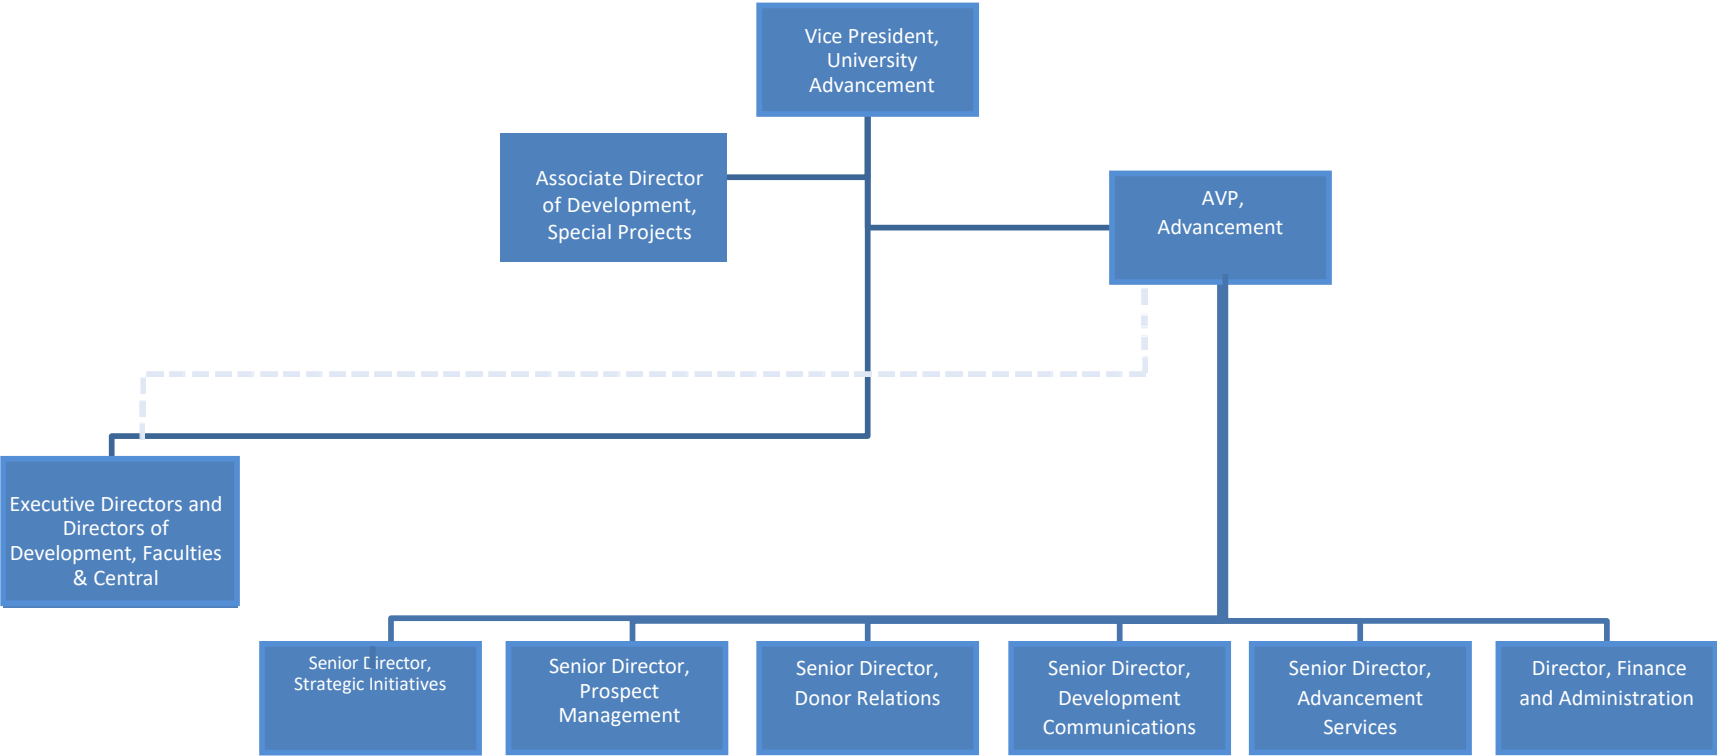 Vice President,
University
Advancement
Associate Director
of Development,
Special Projects
AVP,
Advancement
Executive Directors and
Directors of
Development, Faculties
& Central
Senior Director,
Strategic Initiatives
Senior Director,
Prospect
Management
Senior Director,
Donor Relations
Senior Director,
Development
Communications
Senior Director,
Advancement
Services
Director, Finance
and Administration